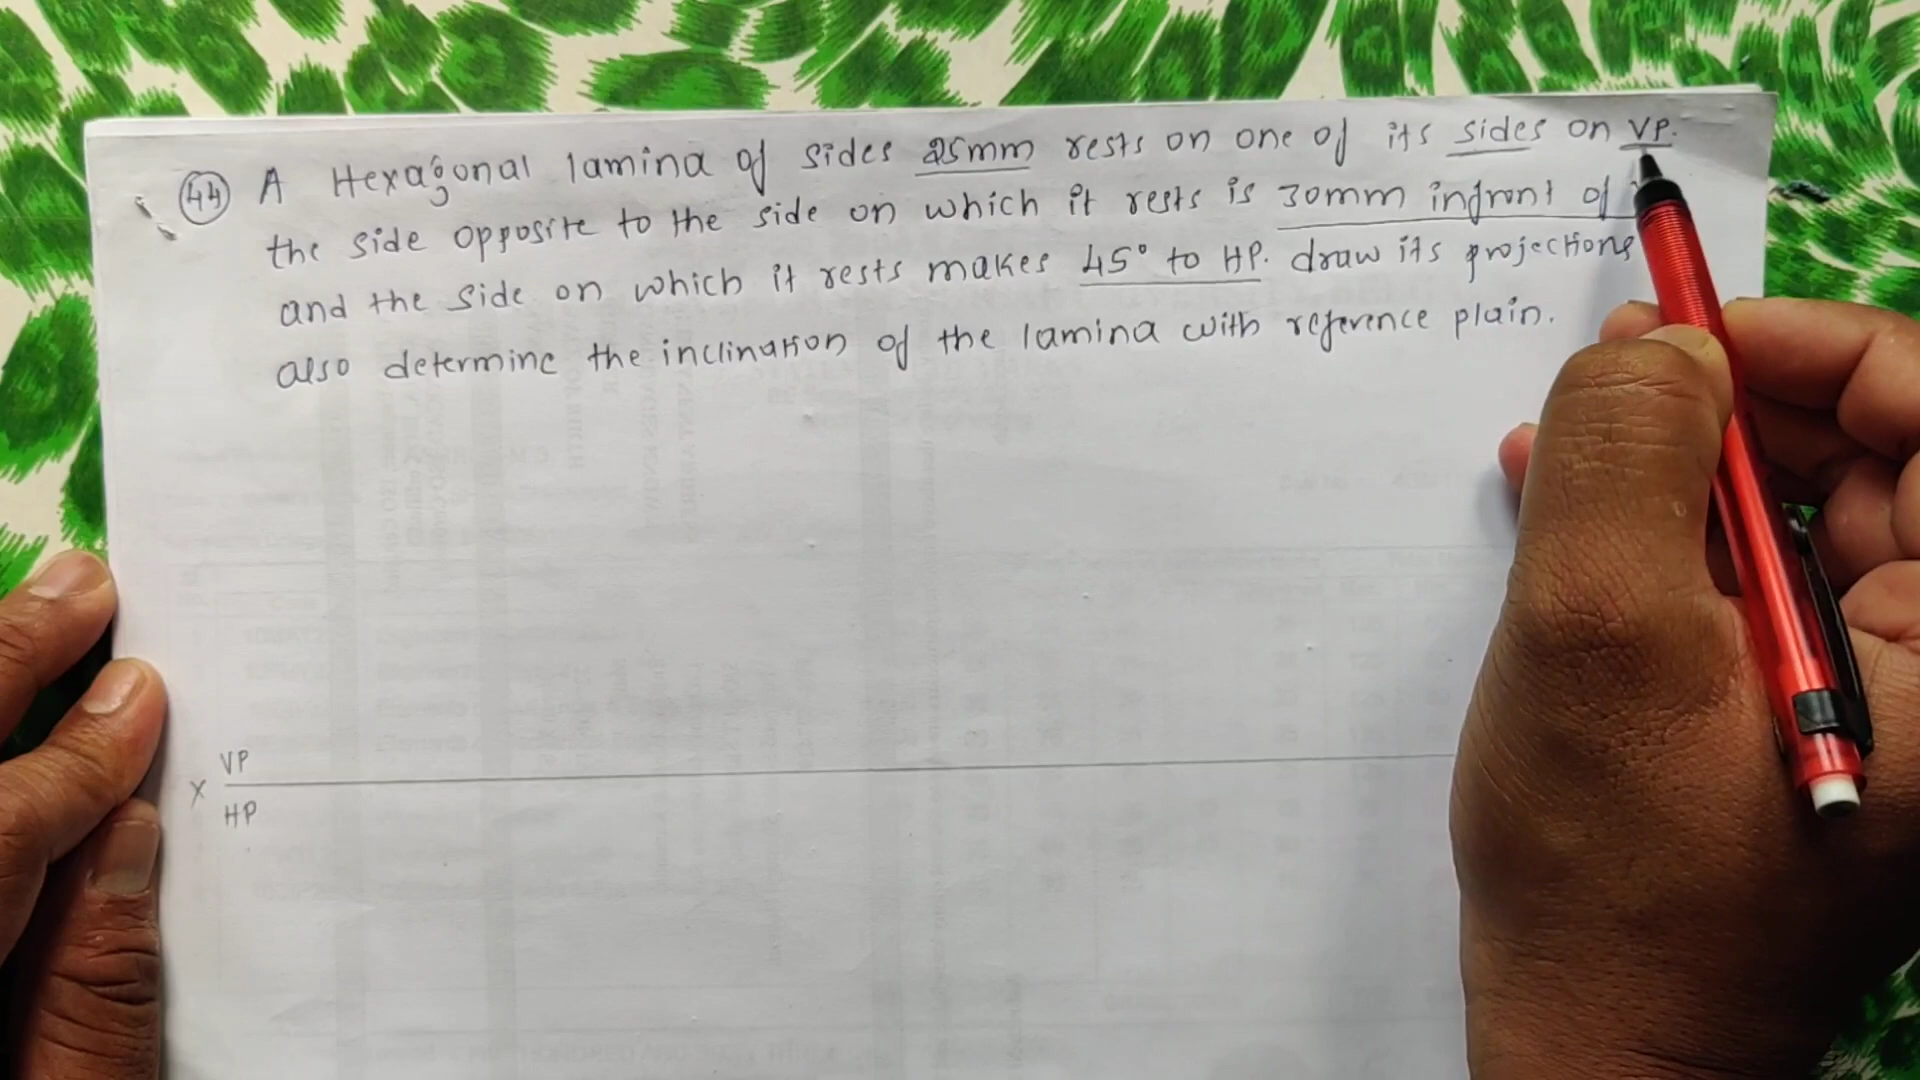 44 A Hexagonal lamina of sides 25mm rests on one of its sides on VP.
the side opposite to the side on which it rests is 30mm infront of
and the side on which it rests makes 45° to HP. draw its projections
also determine the inclination of the lamina with reference plain.
VP
X
HP